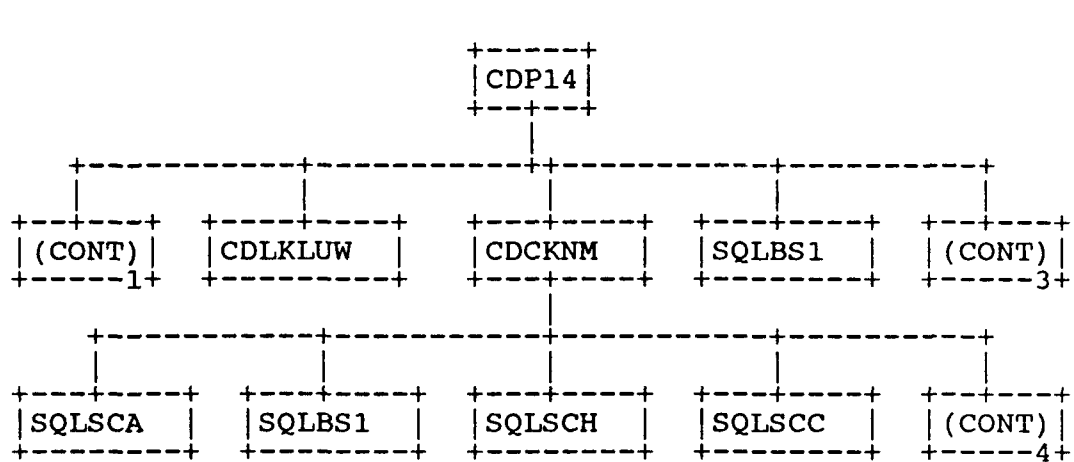 CDP14
(CONT) CDLKLUW CDCKNM SQLBS1 (CONT)
1 3
SQLSCA SQLBS1 SQLSCH SQLSCC (CONT)
4